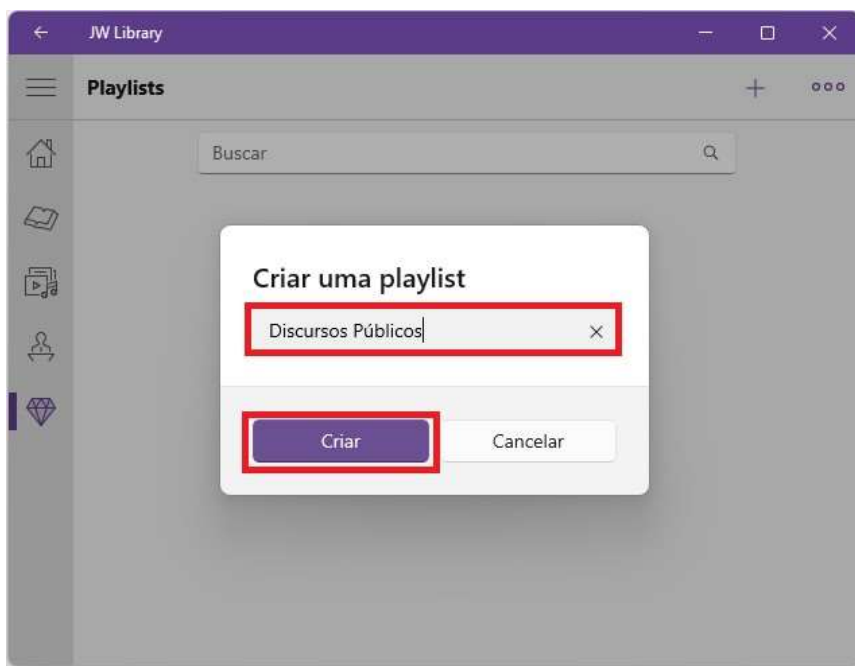 JW Library
Playlists
Buscar
Criar uma playlist
Discursos Públicos
Criar Cancelar